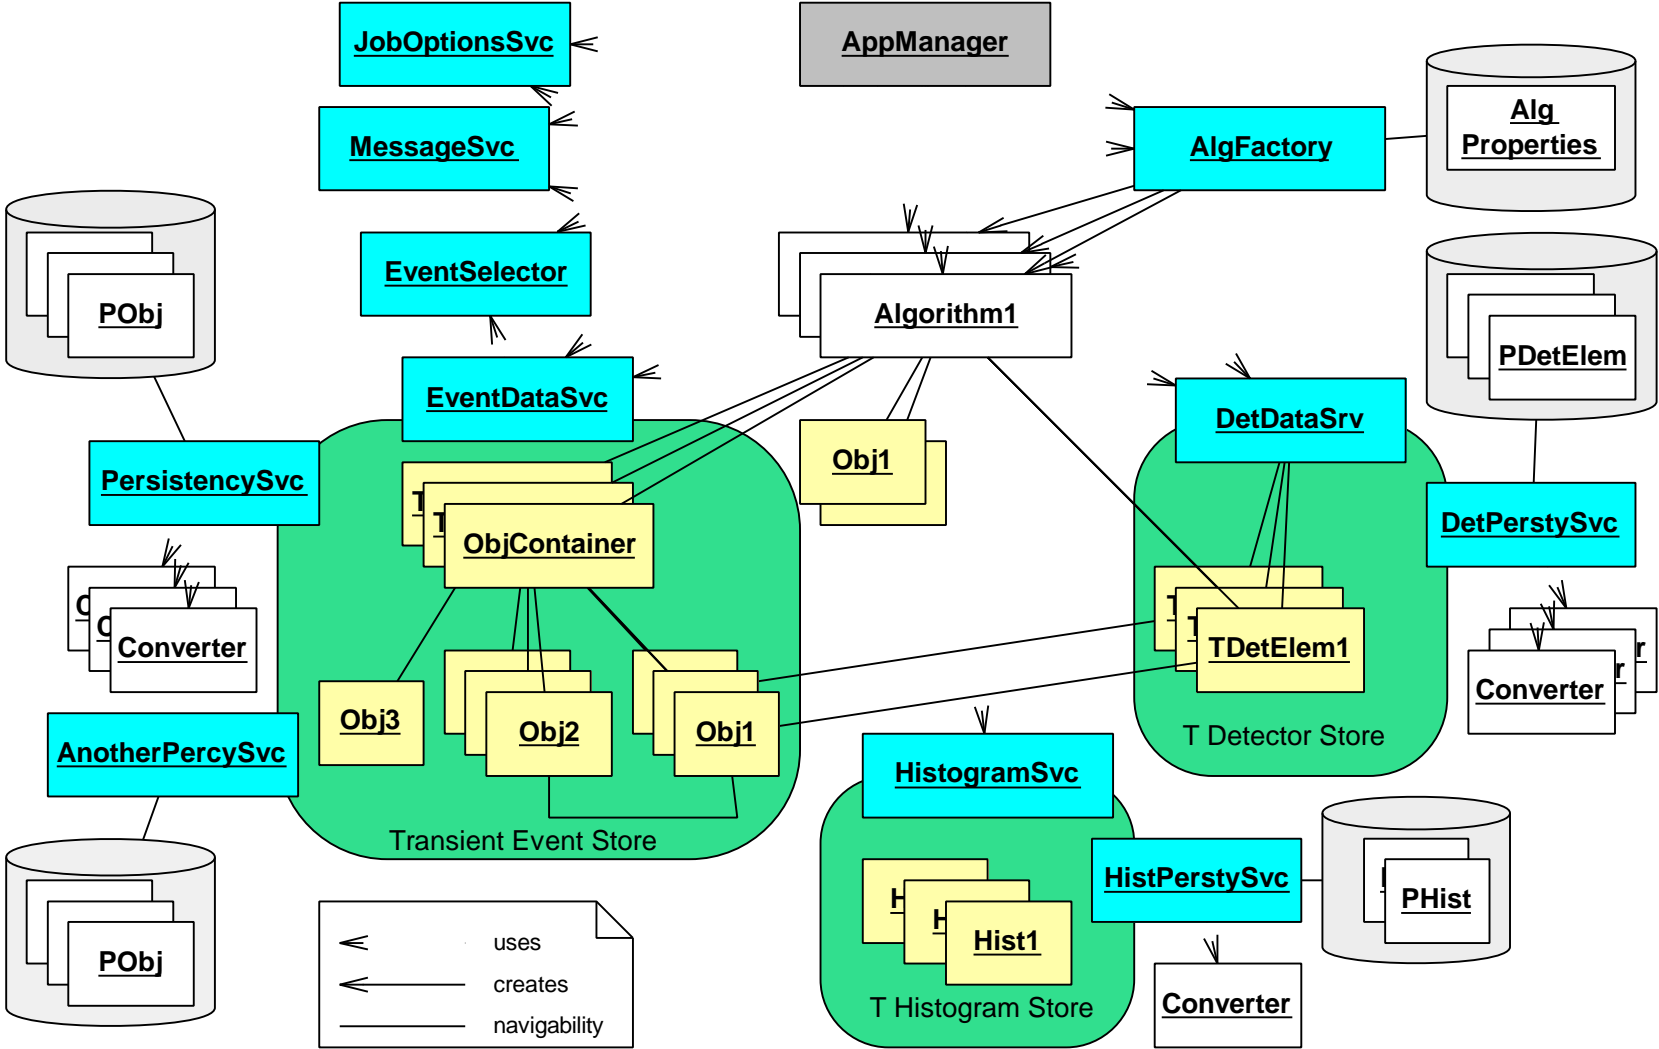 JobOptionsSvc
AppManager
MessageSvc
AlgFactory
Alg
Properties
EventSelector
PObj
Algorithm1
PDetElem
EventDataSvc
DetDataSrv
Obj1
PersistencySvc
DetPerstySvc
T
T
ObjContainer
C
C
Converter
T
T
TDetElem1
r
r
Converter
Obj3
Obj2
Obj1
T Detector Store
AnotherPercySvc
HistogramSvc
Transient Event Store
HistPerstySvc
PHist
H
H
Hist1
PObj
T Histogram Store
Converter
uses
creates
navigability